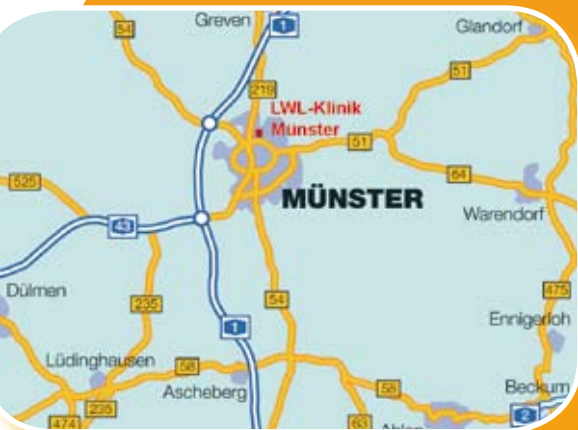 Greven
1
Glandorf
54
51
219
LWL-Klinik
Münster
51
64
525
MÜNSTER
Warendorf
43
Dülmen
475
235
54
Ennigerloh
1
Lüdinghausen
58
Ascheberg
58
Beckum
235
2
474
63
Ahlen